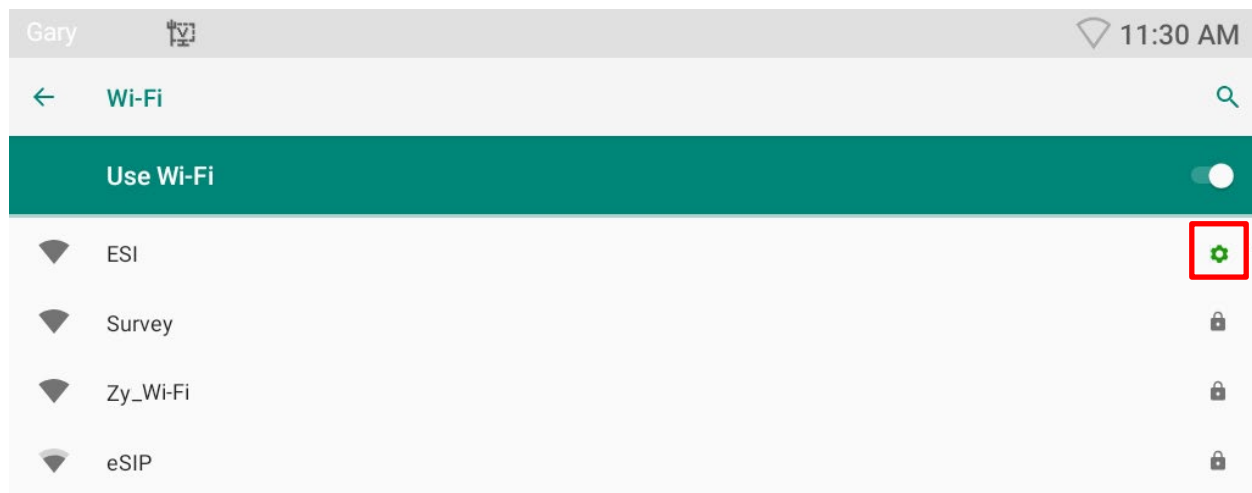 Gary 11:30 AM
Wi-Fi
Use Wi-Fi
ESI
Survey
Zy_Wi-Fi
eSIP